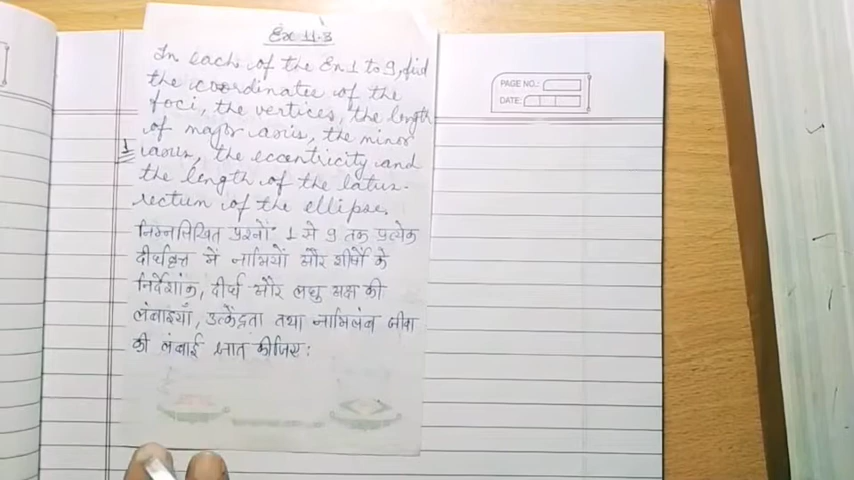 Ex 11.3
In each of the Ex 1 to 9, find
the coordinates of the
foci, the vertices, the length
of major axis, the minor
1
axis, the eccentricity and
the length of the latus-
rectum of the ellipse.
निम्नलिखित प्रश्नों 1 से 9 तक प्रत्येक
दीर्घवृत्त में नाभियों और शीर्षों के
निर्देशांक, दीर्घ और लघु अक्ष की
लंबाइयाँ, उत्केंद्रता तथा नाभिलंब जीवा
की लंबाई ज्ञात कीजिए:
PAGE NO.:
DATE: